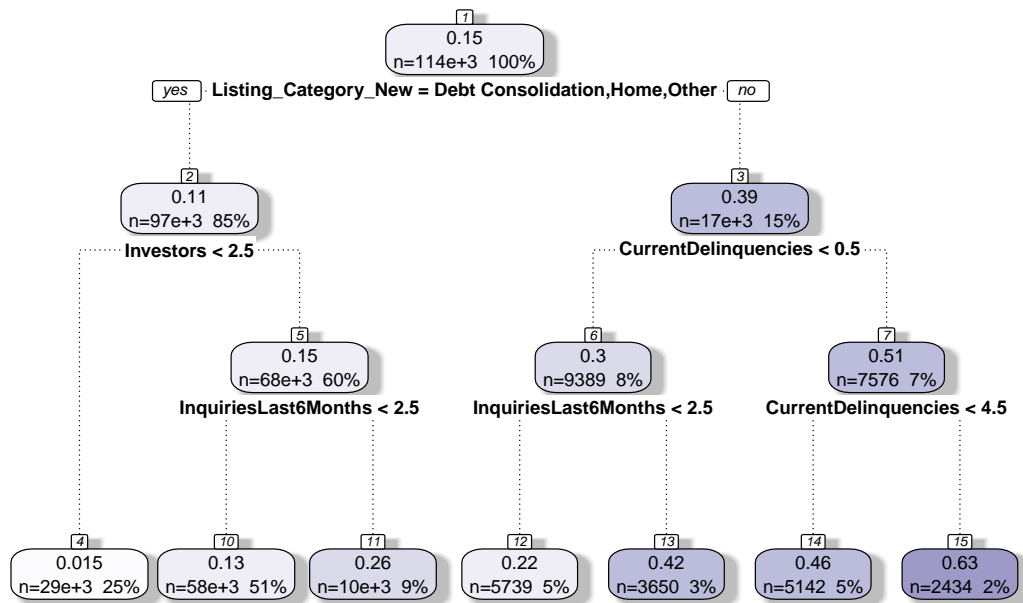 1
0.15
n=114e+3 100%
yes Listing_Category_New = Debt Consolidation,Home,Other no
2
0.11
n=97e+3 85%
3
0.39
n=17e+3 15%
Investors < 2.5
CurrentDelinquencies < 0.5
5
0.15
n=68e+3 60%
6
0.3
n=9389 8%
7
0.51
n=7576 7%
InquiriesLast6Months < 2.5
InquiriesLast6Months < 2.5
CurrentDelinquencies < 4.5
4
0.015
n=29e+3 25%
10
0.13
n=58e+3 51%
11
0.26
n=10e+3 9%
12
0.22
n=5739 5%
13
0.42
n=3650 3%
14
0.46
n=5142 5%
15
0.63
n=2434 2%